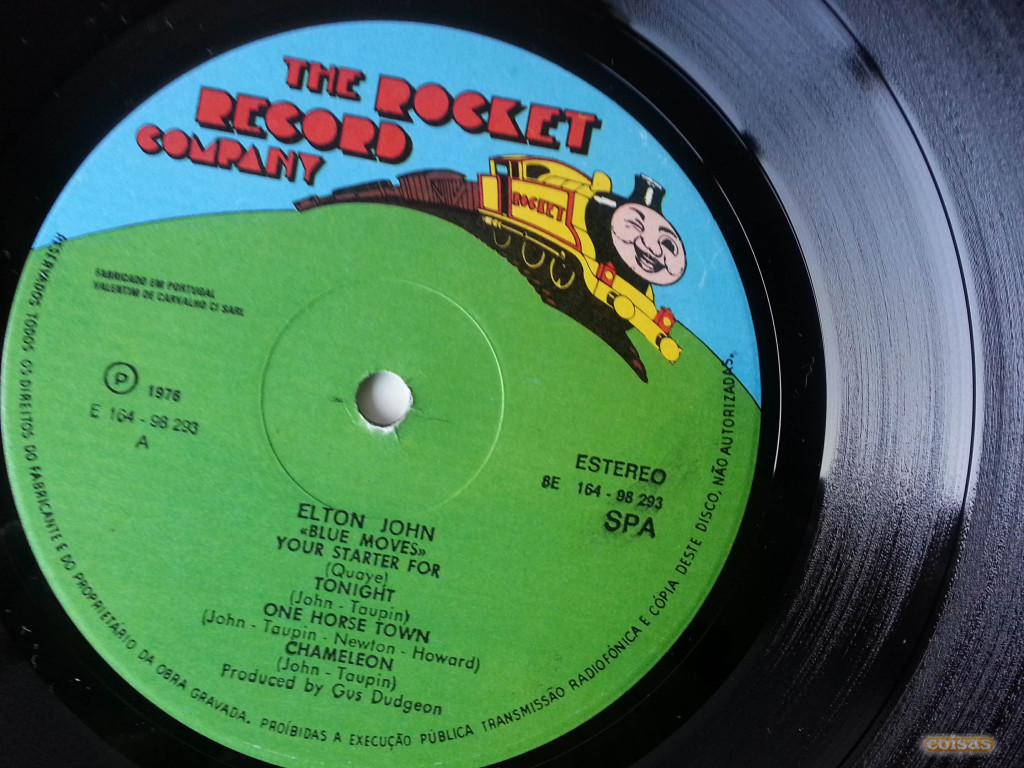 THE ROCKET
RECORD
COMPANY
ROCKET
FABRICADO EM PORTUGAL
VALENTIM DE CARVALHO CI SARL
P 1976
E 164 - 98 293
A
ESTEREO
8E 164 - 98 293
SPA
ELTON JOHN
«BLUE MOVES»
YOUR STARTER FOR
(Quaye)
TONIGHT
(John - Taupin)
ONE HORSE TOWN
(John - Taupin - Newton - Howard)
CHAMELEON
(John - Taupin)
Produced by Gus Dudgeon
RESERVADOS TODOS OS DIREITOS DO FABRICANTE E DO PROPRIETARIO DA OBRA GRAVADA. PROÍBIDAS A EXECUÇÃO PÚBLICA TRANSMISSÃO RADIOFÓNICA E CÓPIA DESTE DISCO, NÃO AUTORIZADAS.
coisas